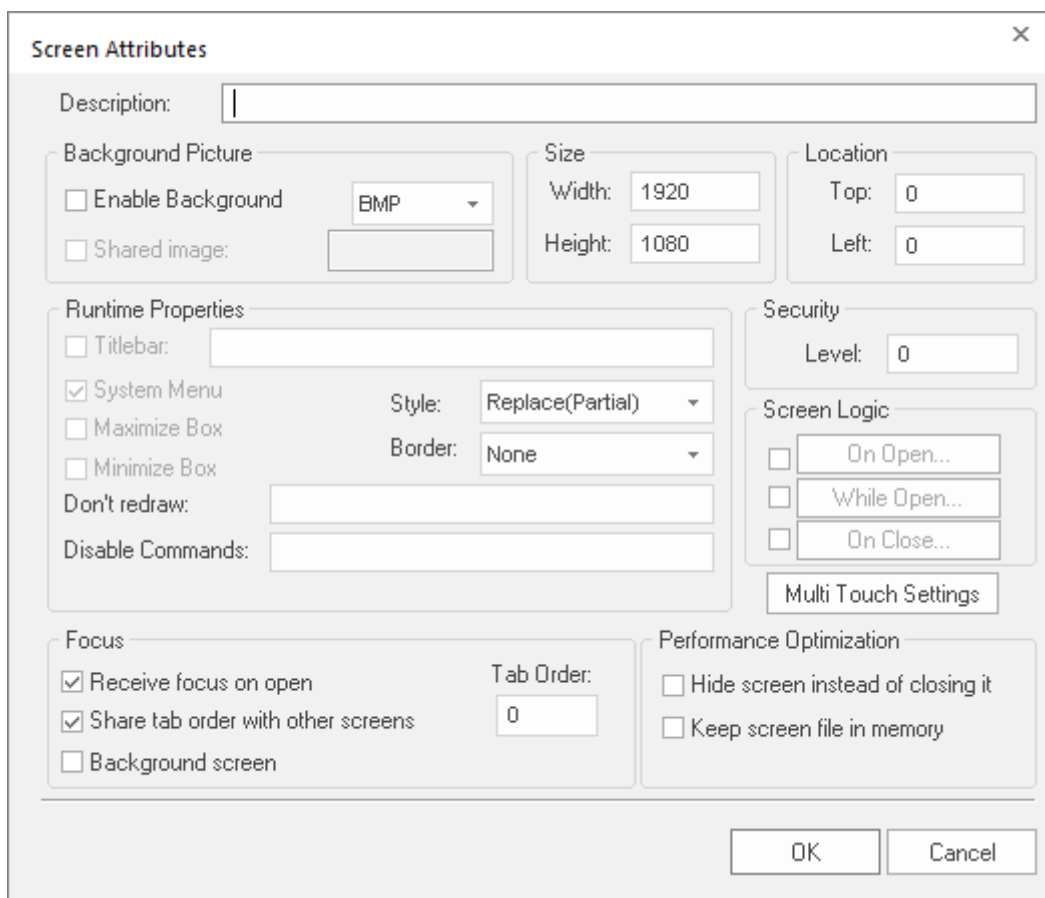 Screen Attributes
Description:
Background Picture
Enable Background
BMP
Shared image:
Size
Width: 1920
Height: 1080
Location
Top: 0
Left: 0
Runtime Properties
Titlebar:
System Menu
Maximize Box
Minimize Box
Style: Replace(Partial)
Border: None
Don't redraw:
Disable Commands:
Security
Level: 0
Screen Logic
On Open...
While Open...
On Close...
Multi Touch Settings
Focus
Receive focus on open
Share tab order with other screens
Background screen
Tab Order:
0
Performance Optimization
Hide screen instead of closing it
Keep screen file in memory
OK
Cancel